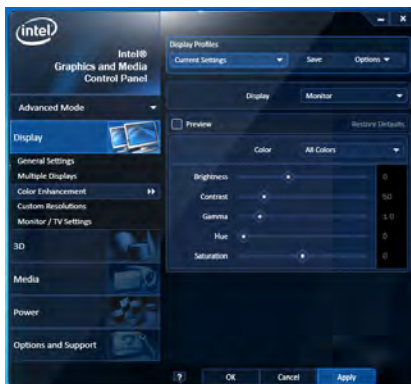 intel
Intel®
Graphics and Media
Control Panel
Advanced Mode
Display
General Settings
Multiple Displays
Color Enhancement
Custom Resolutions
Monitor / TV Settings
3D
Media
Power
Options and Support
Display Profiles
Current Settings
Save
Options
Display
Monitor
Preview
Restore Defaults
Color
All Colors
Brightness
0
Contrast
50
Gamma
1.0
Hue
0
Saturation
0
?
OK
Cancel
Apply